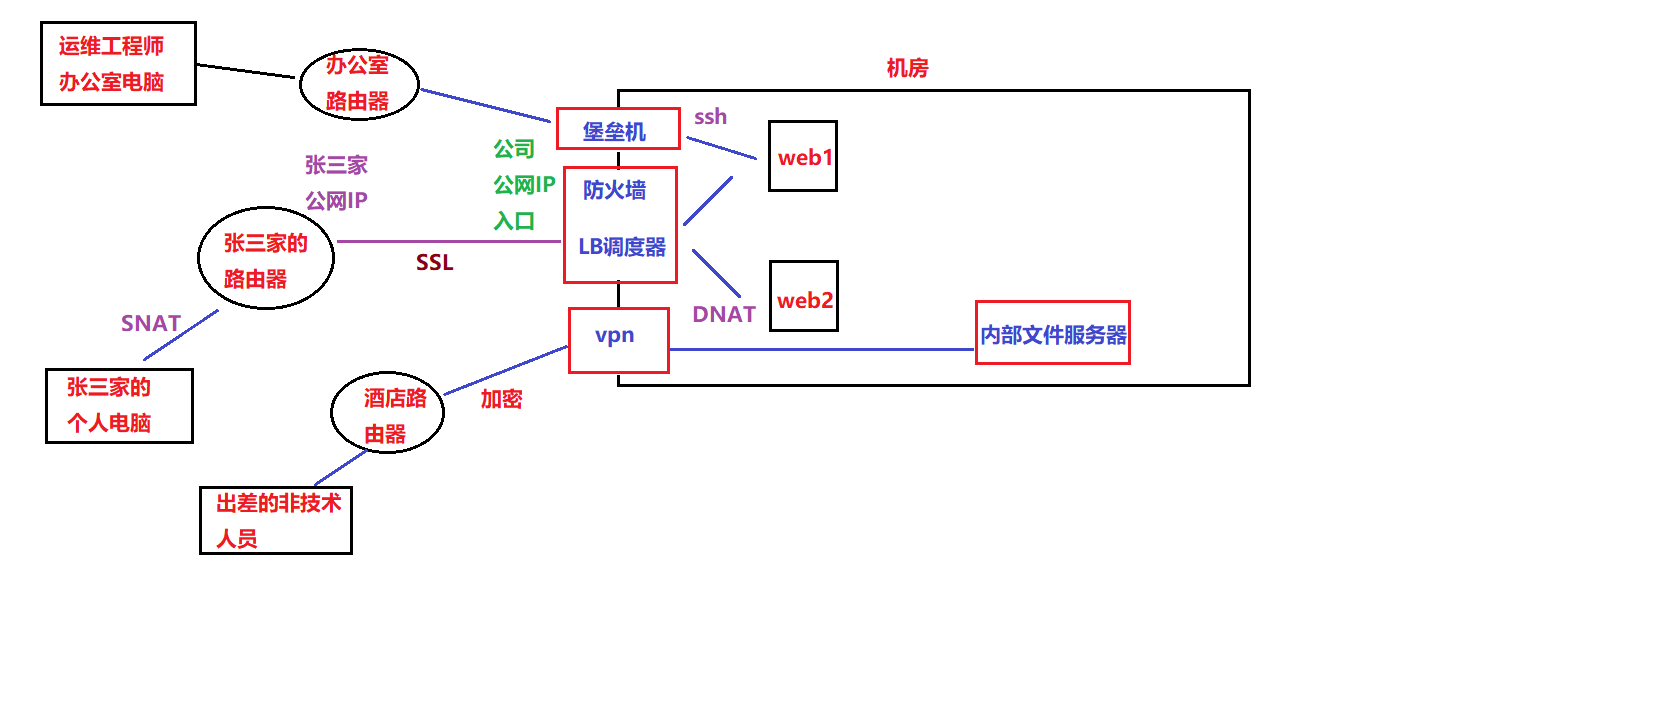 运维工程师
办公室电脑
办公室
路由器
机房
堡垒机
ssh
web1
公司
公网IP
入口
张三家
公网IP
防火墙
LB调度器
张三家的
路由器
SSL
SNAT
DNAT
web2
vpn
内部文件服务器
张三家的
个人电脑
酒店路
由器
加密
出差的非技术
人员